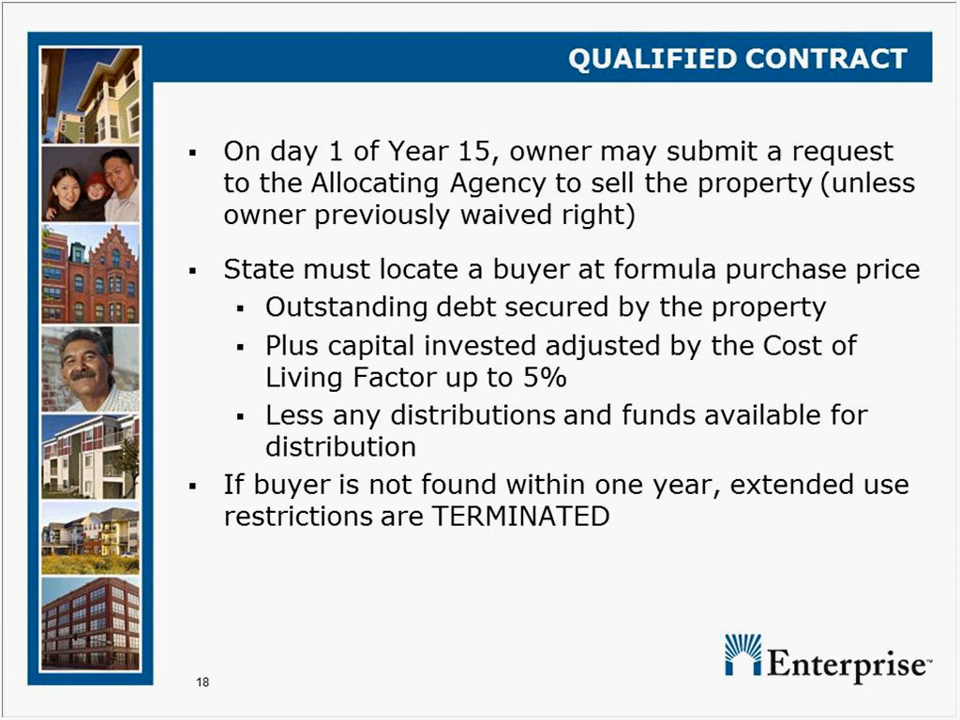 QUALIFIED CONTRACT
▪ On day 1 of Year 15, owner may submit a request
to the Allocating Agency to sell the property (unless
owner previously waived right)
▪ State must locate a buyer at formula purchase price
▪ Outstanding debt secured by the property
▪ Plus capital invested adjusted by the Cost of
Living Factor up to 5%
▪ Less any distributions and funds available for
distribution
▪ If buyer is not found within one year, extended use
restrictions are TERMINATED
Enterprise™
18